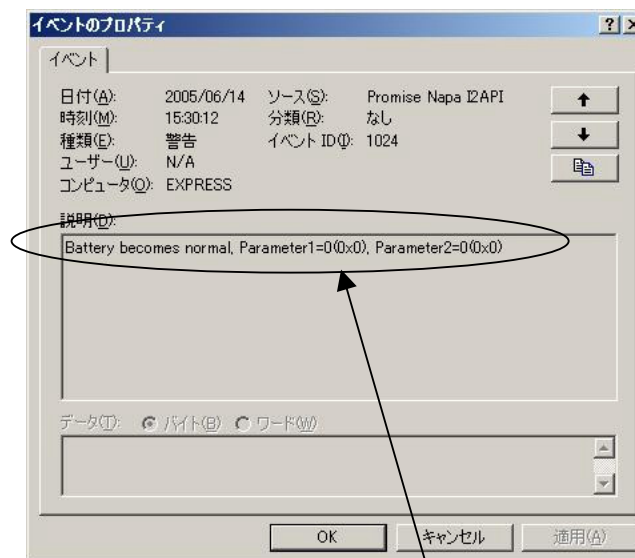 イベントのプロパティ
イベント
日付(A): 2005/06/14 ソース(S): Promise Napa I2API
時刻(M): 15:30:12 分類(R): なし
種類(E): 警告 イベント ID(I): 1024
ユーザー(U): N/A
コンピュータ(O): EXPRESS
説明(D):
Battery becomes normal, Parameter1=0(0x0), Parameter2=0(0x0)
データ(T): バイト(B) ワード(W)
OK キャンセル 適用(A)